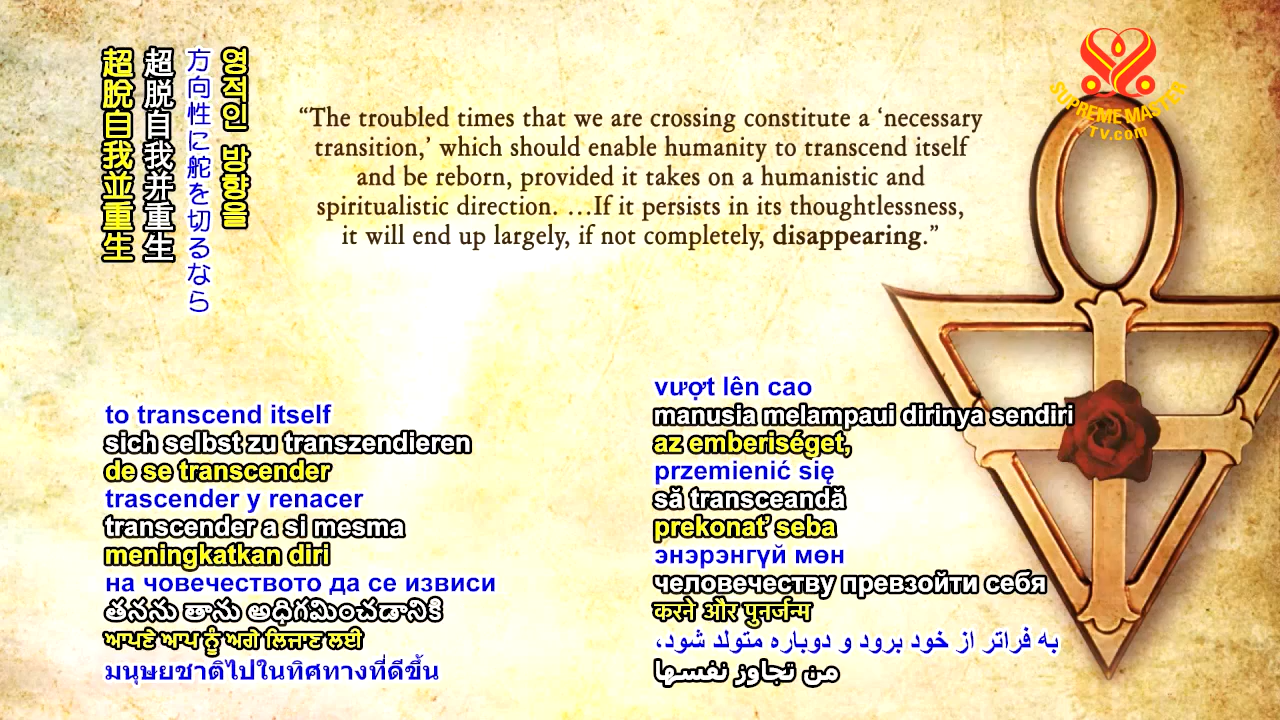 超脫自我並重生
超脱自我并重生
方向性に舵を切るなら
영적인 방향을
“The troubled times that we are crossing constitute a ‘necessary
transition,’ which should enable humanity to transcend itself
and be reborn, provided it takes on a humanistic and
spiritualistic direction. …If it persists in its thoughtlessness,
it will end up largely, if not completely, disappearing.”
SUPREME MASTER
TV.com
to transcend itself
sich selbst zu transzendieren
de se transcender
trascender y renacer
transcender a si mesma
meningkatkan diri
на човечеството да се извиси
తనను తాను అధిగమించడానికి
ਆਪਣੇ ਆਪ ਨੂੰ ਅਗੇ ਲਿਜਾਣ ਲਈ
มนุษยชาติไปในทิศทางที่ดีขึ้น
vượt lên cao
manusia melampaui dirinya sendiri
az emberiséget,
przemienić się
să transceandă
prekonať seba
энэрэнгүй мөн
человечеству превзойти себя
करने और पुनर्जन्म
به فراتر از خود برود و دوباره متولد شود،
من تجاوز نفسها